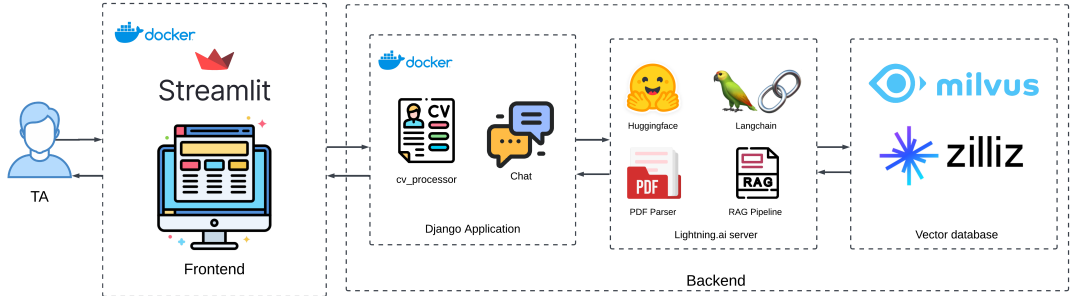 TA
docker
Streamlit
Frontend
docker
CV
cv_processor
Chat
Django Application
Huggingface
Langchain
PDF
PDF Parser
RAG
RAG Pipeline
Lightning.ai server
milvus
zilliz
Vector database
Backend